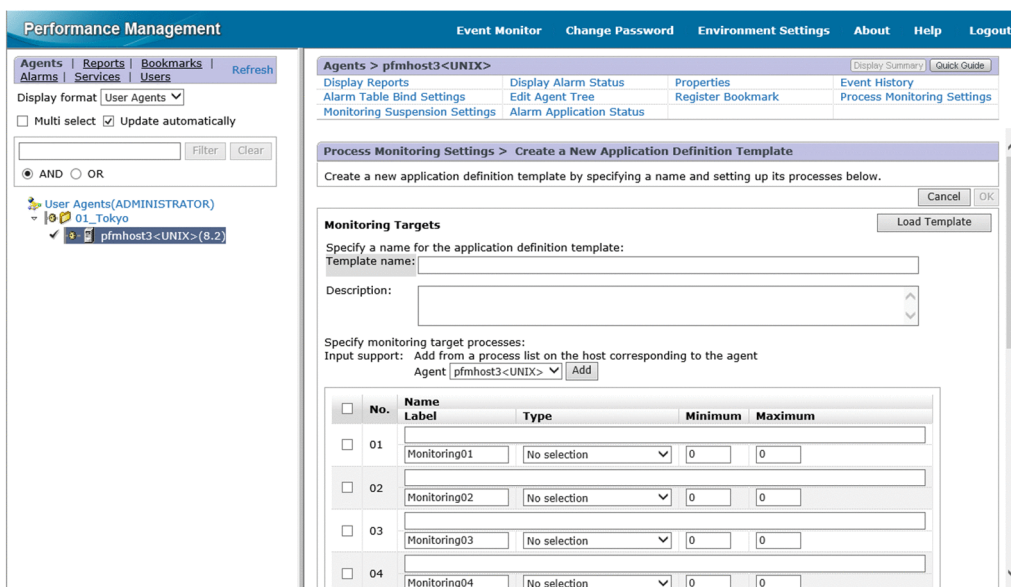 Performance Management
Event Monitor Change Password Environment Settings About Help Logout
Agents | Reports | Bookmarks |
Alarms | Services | Users
Refresh
Display format User Agents
Multi select Update automatically
Filter Clear
AND OR
User Agents(ADMINISTRATOR)
01_Tokyo
pfmhost3<UNIX>(8.2)
Agents > pfmhost3<UNIX>
Display Summary Quick Guide
Display Reports Display Alarm Status Properties Event History
Alarm Table Bind Settings Edit Agent Tree Register Bookmark Process Monitoring Settings
Monitoring Suspension Settings Alarm Application Status
Process Monitoring Settings > Create a New Application Definition Template
Create a new application definition template by specifying a name and setting up its processes below.
Cancel OK
Monitoring Targets
Load Template
Specify a name for the application definition template:
Template name:
Description:
Specify monitoring target processes:
Input support: Add from a process list on the host corresponding to the agent
Agent pfmhost3<UNIX> Add
No. Name
Label Type Minimum Maximum
01
Monitoring01 No selection 0 0
02
Monitoring02 No selection 0 0
03
Monitoring03 No selection 0 0
04
Monitoring04 No selection 0 0